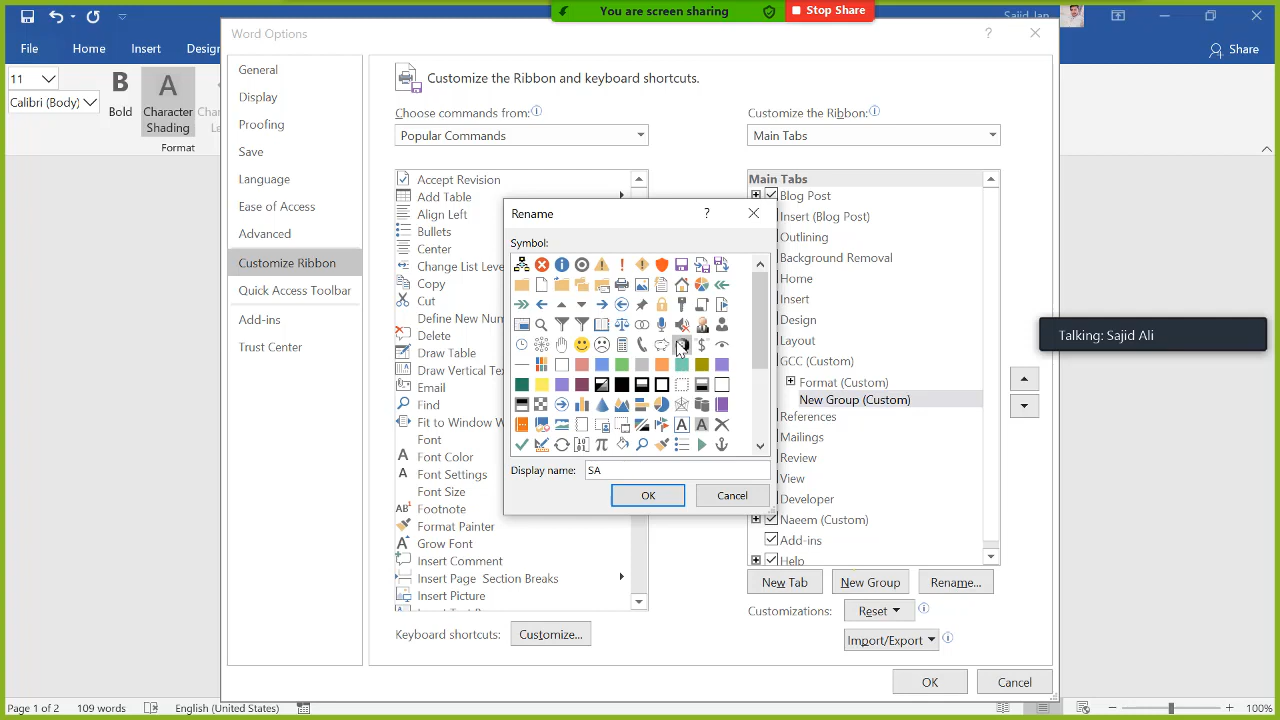 You are screen sharing
Stop Share
Sajid Jan
File
Home
Insert
Desig
Share
11
Calibri (Body)
B
Bold
A
Character
Shading
Format
Word Options
General
Display
Proofing
Save
Language
Ease of Access
Advanced
Customize Ribbon
Quick Access Toolbar
Add-ins
Trust Center
Customize the Ribbon and keyboard shortcuts.
Choose commands from:
Popular Commands
Accept Revision
Add Table
Align Left
Bullets
Center
Change List Leve
Copy
Cut
Define New Num
Delete
Draw Table
Draw Vertical Tex
Email
Find
Fit to Window W
Font
Font Color
Font Settings
Font Size
Footnote
Format Painter
Grow Font
Insert Comment
Insert Page Section Breaks
Insert Picture
Keyboard shortcuts:
Customize...
Customize the Ribbon:
Main Tabs
Main Tabs
Blog Post
Insert (Blog Post)
Outlining
Background Removal
Home
Insert
Design
Layout
GCC (Custom)
Format (Custom)
New Group (Custom)
References
Mailings
Review
View
Developer
Naeem (Custom)
Add-ins
Help
New Tab
New Group
Rename...
Customizations:
Reset
Import/Export
OK
Cancel
Rename
Symbol:
Display name:
SA
OK
Cancel
Talking: Sajid Ali
Page 1 of 2
109 words
English (United States)
100%